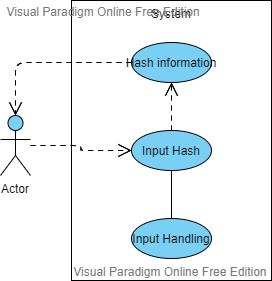 Visual Paradigm Online Free Edition
System
Hash information
Input Hash
Actor
Input Handling
Visual Paradigm Online Free Edition